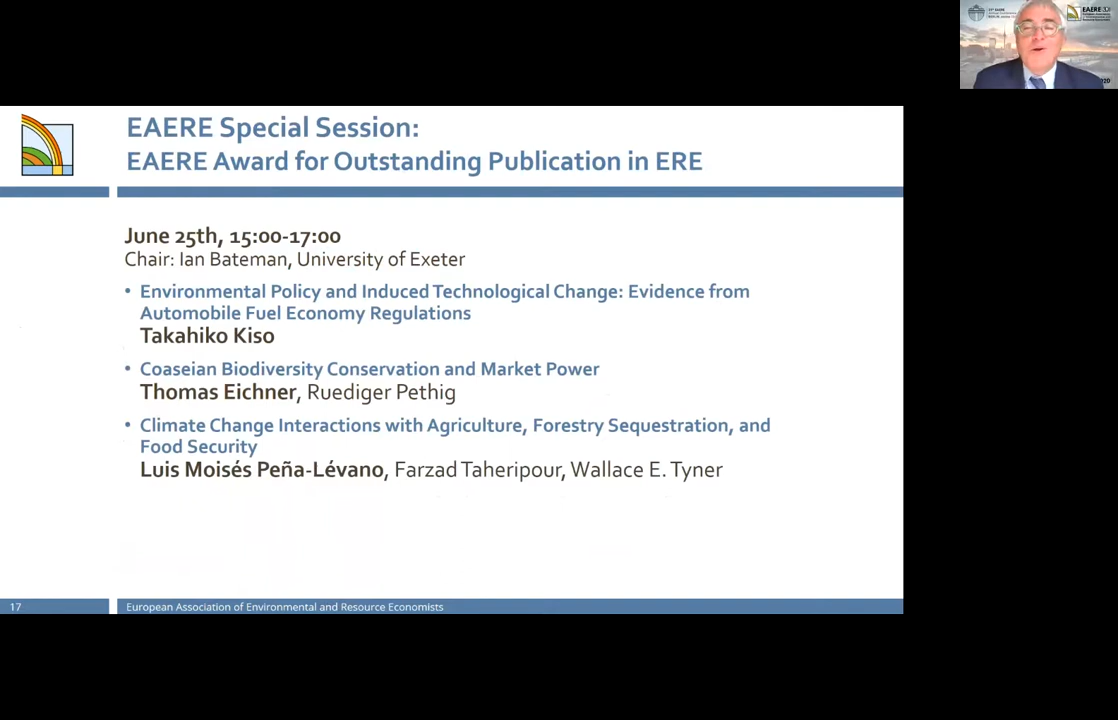 EAERE Special Session:
EAERE Award for Outstanding Publication in ERE
June 25th, 15:00-17:00
Chair: Ian Bateman, University of Exeter
• Environmental Policy and Induced Technological Change: Evidence from
Automobile Fuel Economy Regulations
Takahiko Kiso
• Coaseian Biodiversity Conservation and Market Power
Thomas Eichner, Ruediger Pethig
• Climate Change Interactions with Agriculture, Forestry Sequestration, and
Food Security
Luis Moisés Peña-Lévano, Farzad Taheripour, Wallace E. Tyner
17
European Association of Environmental and Resource Economists
EAERE